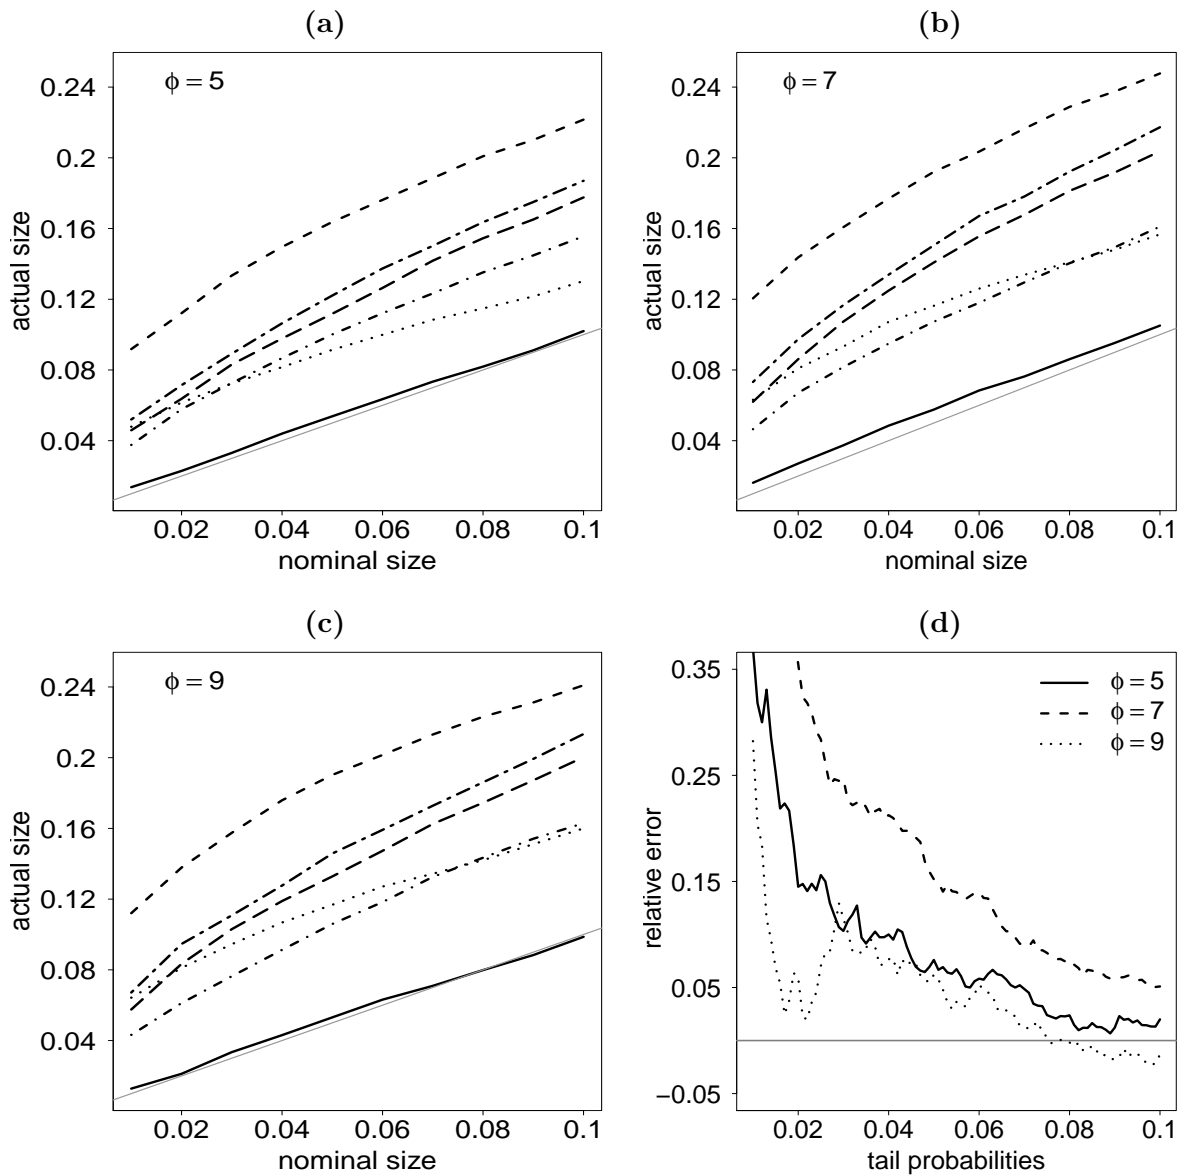 (a)
ϕ = 5
0.24
0.2
0.16
0.12
0.08
0.04
actual size
0.02 0.04 0.06 0.08 0.1
nominal size
(b)
ϕ = 7
0.24
0.2
0.16
0.12
0.08
0.04
actual size
0.02 0.04 0.06 0.08 0.1
nominal size
(c)
ϕ = 9
0.24
0.2
0.16
0.12
0.08
0.04
actual size
0.02 0.04 0.06 0.08 0.1
nominal size
(d)
ϕ = 5
ϕ = 7
ϕ = 9
0.35
0.25
0.15
0.05
−0.05
relative error
0.02 0.04 0.06 0.08 0.1
tail probabilities